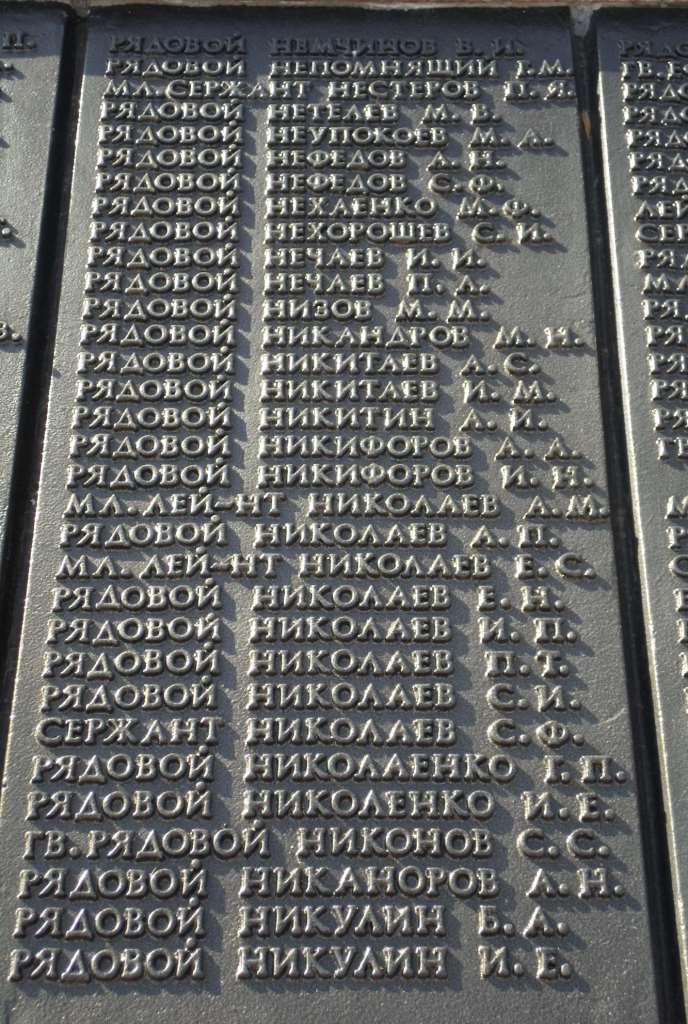 РЯДОВОЙ НЕМЧИНОВ В. И.
РЯДОВОЙ НЕПОМНЯЩИЙ Г. М.
МЛ. СЕРЖАНТ НЕСТЕРОВ П. Я.
РЯДОВОЙ НЕТЕЛЕВ М. В.
РЯДОВОЙ НЕУПОКОЕВ М. А.
РЯДОВОЙ НЕФЕДОВ А. Н.
РЯДОВОЙ НЕФЕДОВ С. Ф.
РЯДОВОЙ НЕХАЕНКО М. Ф.
РЯДОВОЙ НЕХОРОШЕВ С. И.
РЯДОВОЙ НЕЧАЕВ И. И.
РЯДОВОЙ НЕЧАЕВ П. Л.
РЯДОВОЙ НИЗОВ М. М.
РЯДОВОЙ НИКАНДРОВ М. Н.
РЯДОВОЙ НИКИТАЕВ А. С.
РЯДОВОЙ НИКИТАЕВ И. М.
РЯДОВОЙ НИКИТИН А. И.
РЯДОВОЙ НИКИФОРОВ А. А.
РЯДОВОЙ НИКИФОРОВ И. Н.
МЛ. ЛЕЙ-НТ НИКОЛАЕВ А. М.
РЯДОВОЙ НИКОЛАЕВ А. П.
МЛ. ЛЕЙ-НТ НИКОЛАЕВ Е. С.
РЯДОВОЙ НИКОЛАЕВ Е. Н.
РЯДОВОЙ НИКОЛАЕВ И. П.
РЯДОВОЙ НИКОЛАЕВ П. Т.
РЯДОВОЙ НИКОЛАЕВ С. И.
СЕРЖАНТ НИКОЛАЕВ С. Ф.
РЯДОВОЙ НИКОЛАЕНКО Г. П.
РЯДОВОЙ НИКОЛЕНКО И. Е.
ГВ. РЯДОВОЙ НИКОНОВ С. С.
РЯДОВОЙ НИКАНОРОВ Л. Н.
РЯДОВОЙ НИКУЛИН Б. А.
РЯДОВОЙ НИКУЛИН И. Е.